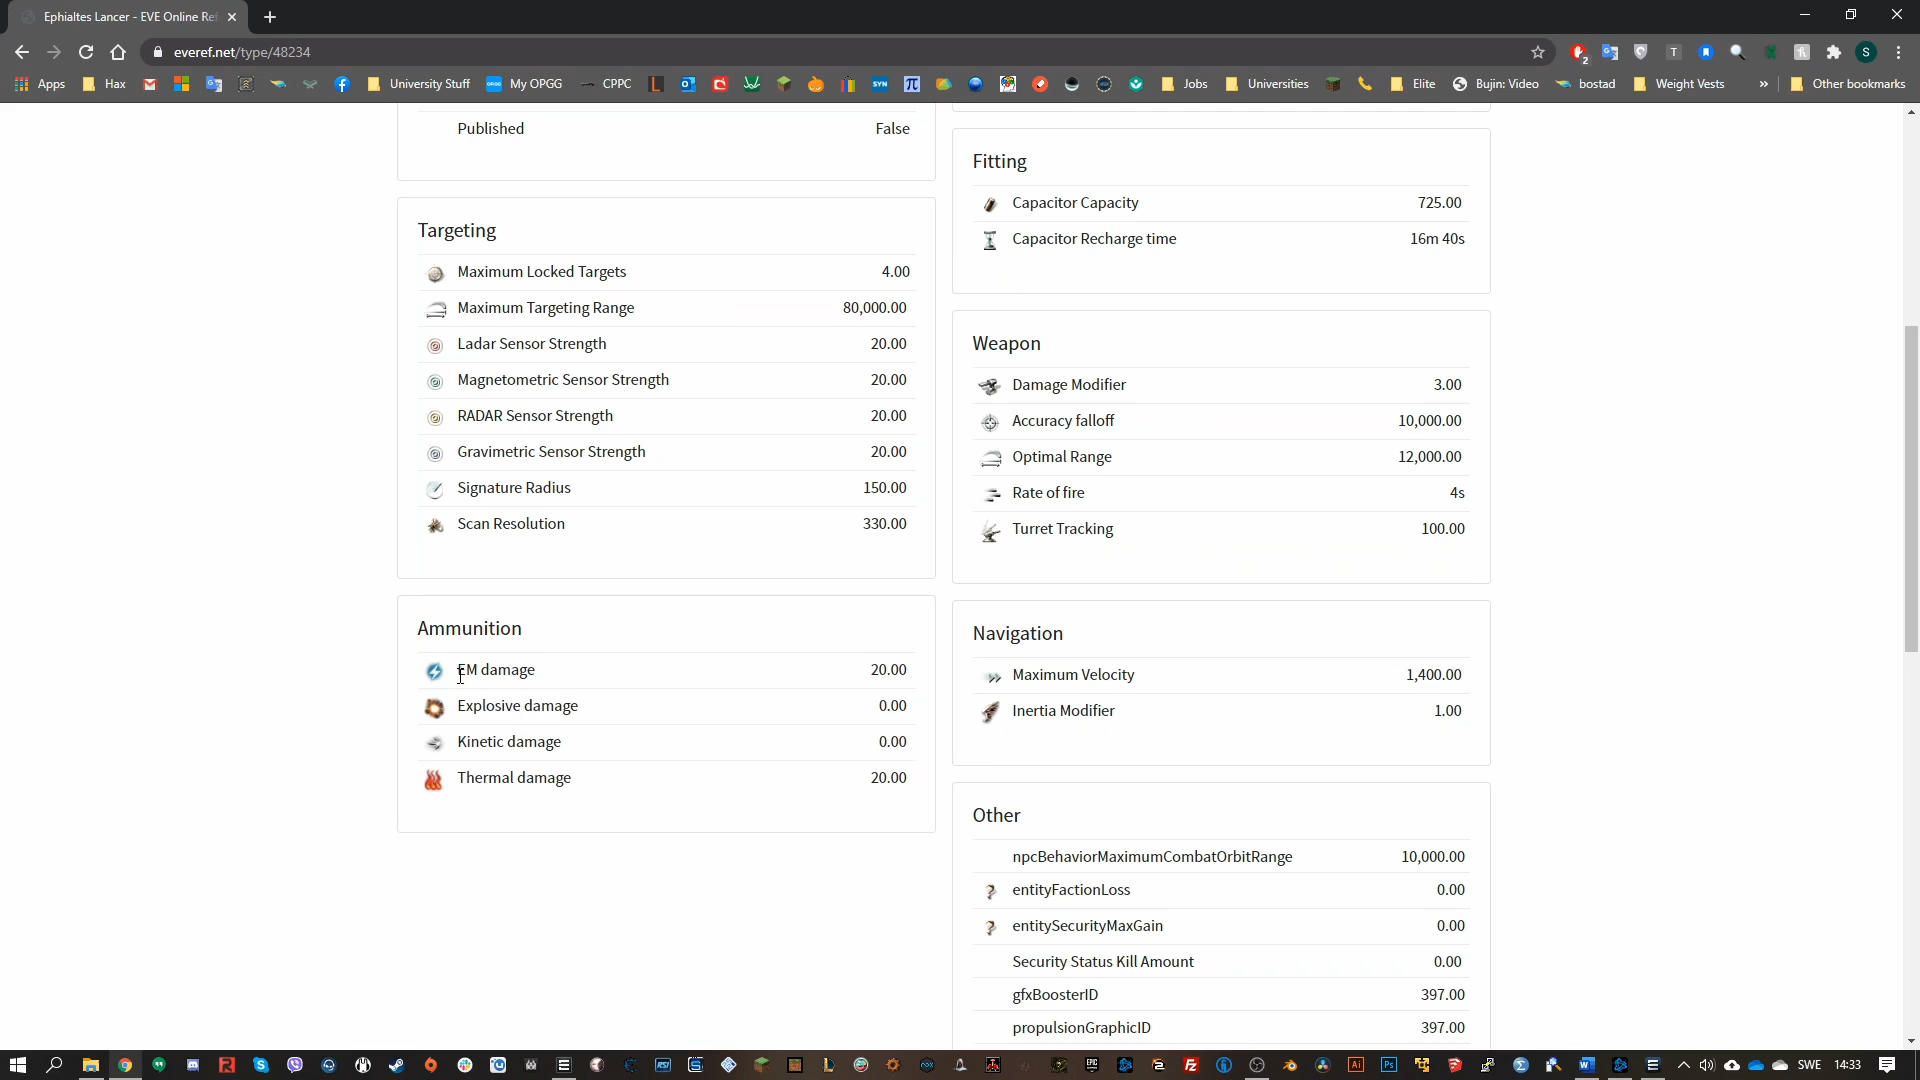 Ephialtes Lancer - EVE Online Re
everef.net/type/48234
Apps
Hax
University Stuff
My OPGG
CPPC
Jobs
Universities
Elite
Bujin: Video
bostad
Weight Vests
»
Other bookmarks
Published False
Targeting
Maximum Locked Targets 4.00
Maximum Targeting Range 80,000.00
Ladar Sensor Strength 20.00
Magnetometric Sensor Strength 20.00
RADAR Sensor Strength 20.00
Gravimetric Sensor Strength 20.00
Signature Radius 150.00
Scan Resolution 330.00
Ammunition
EM damage 20.00
Explosive damage 0.00
Kinetic damage 0.00
Thermal damage 20.00
Fitting
Capacitor Capacity 725.00
Capacitor Recharge time 16m 40s
Weapon
Damage Modifier 3.00
Accuracy falloff 10,000.00
Optimal Range 12,000.00
Rate of fire 4s
Turret Tracking 100.00
Navigation
Maximum Velocity 1,400.00
Inertia Modifier 1.00
Other
npcBehaviorMaximumCombatOrbitRange 10,000.00
entityFactionLoss 0.00
entitySecurityMaxGain 0.00
Security Status Kill Amount 0.00
gfxBoosterID 397.00
propulsionGraphicID 397.00
SWE 14:33